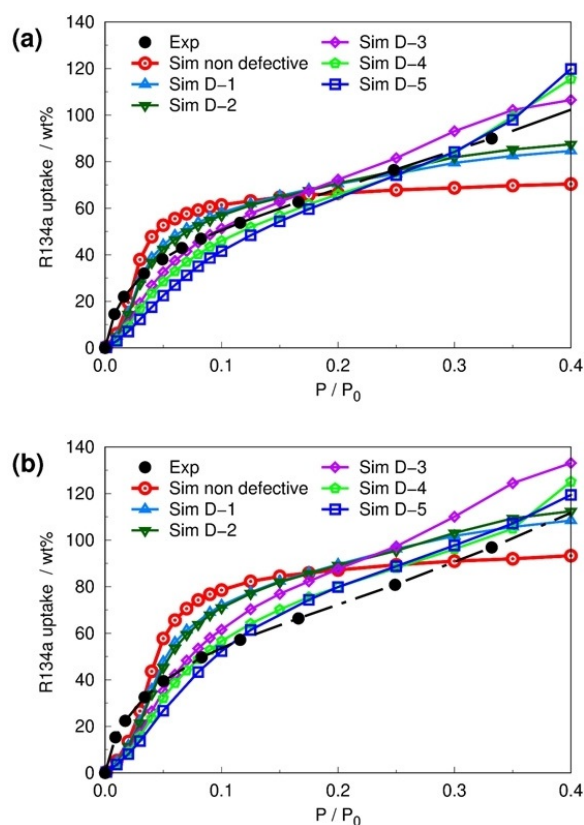 (a)
140
120
100
80
60
40
20
0
R134a uptake / wt%
Exp
Sim non defective
Sim D−1
Sim D−2
Sim D−3
Sim D−4
Sim D−5
0.0 0.1 0.2 0.3 0.4
P / P0
(b)
140
120
100
80
60
40
20
0
R134a uptake / wt%
Exp
Sim non defective
Sim D−1
Sim D−2
Sim D−3
Sim D−4
Sim D−5
0.0 0.1 0.2 0.3 0.4
P / P0